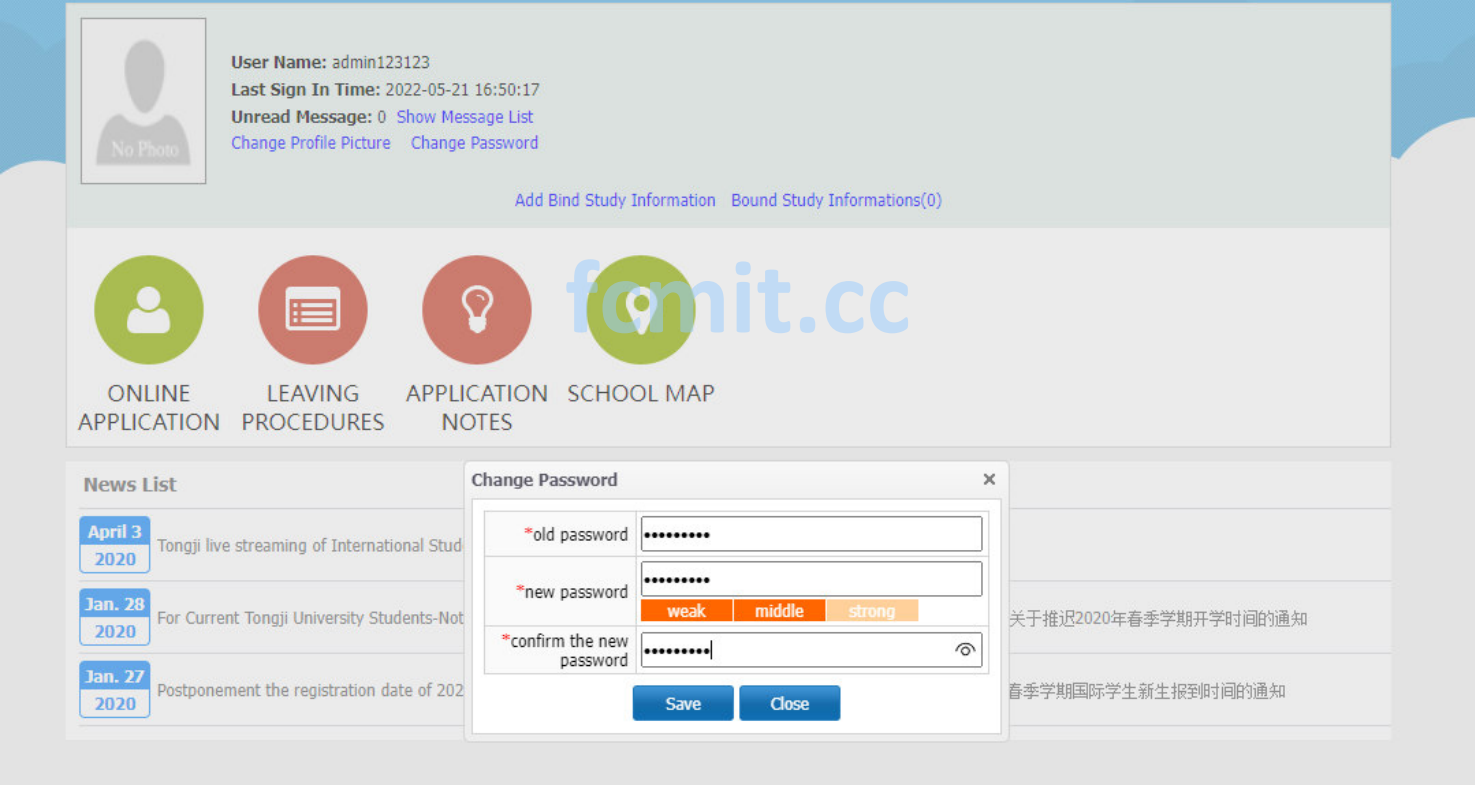 No Photo
User Name: admin123123
Last Sign In Time: 2022-05-21 16:50:17
Unread Message: 0 Show Message List
Change Profile Picture Change Password
Add Bind Study Information Bound Study Informations(0)
fcmit.cc
ONLINE APPLICATION
LEAVING PROCEDURES
APPLICATION NOTES
SCHOOL MAP
News List
April 3
2020
Tongji live streaming of International Stud
Jan. 28
2020
For Current Tongji University Students-Not
关于推迟2020年春季学期开学时间的通知
Jan. 27
2020
Postponement the registration date of 202
春季学期国际学生新生报到时间的通知
Change Password ×
*old password •••••••••
*new password •••••••••
weak middle strong
*confirm the new
password •••••••••
Save Close